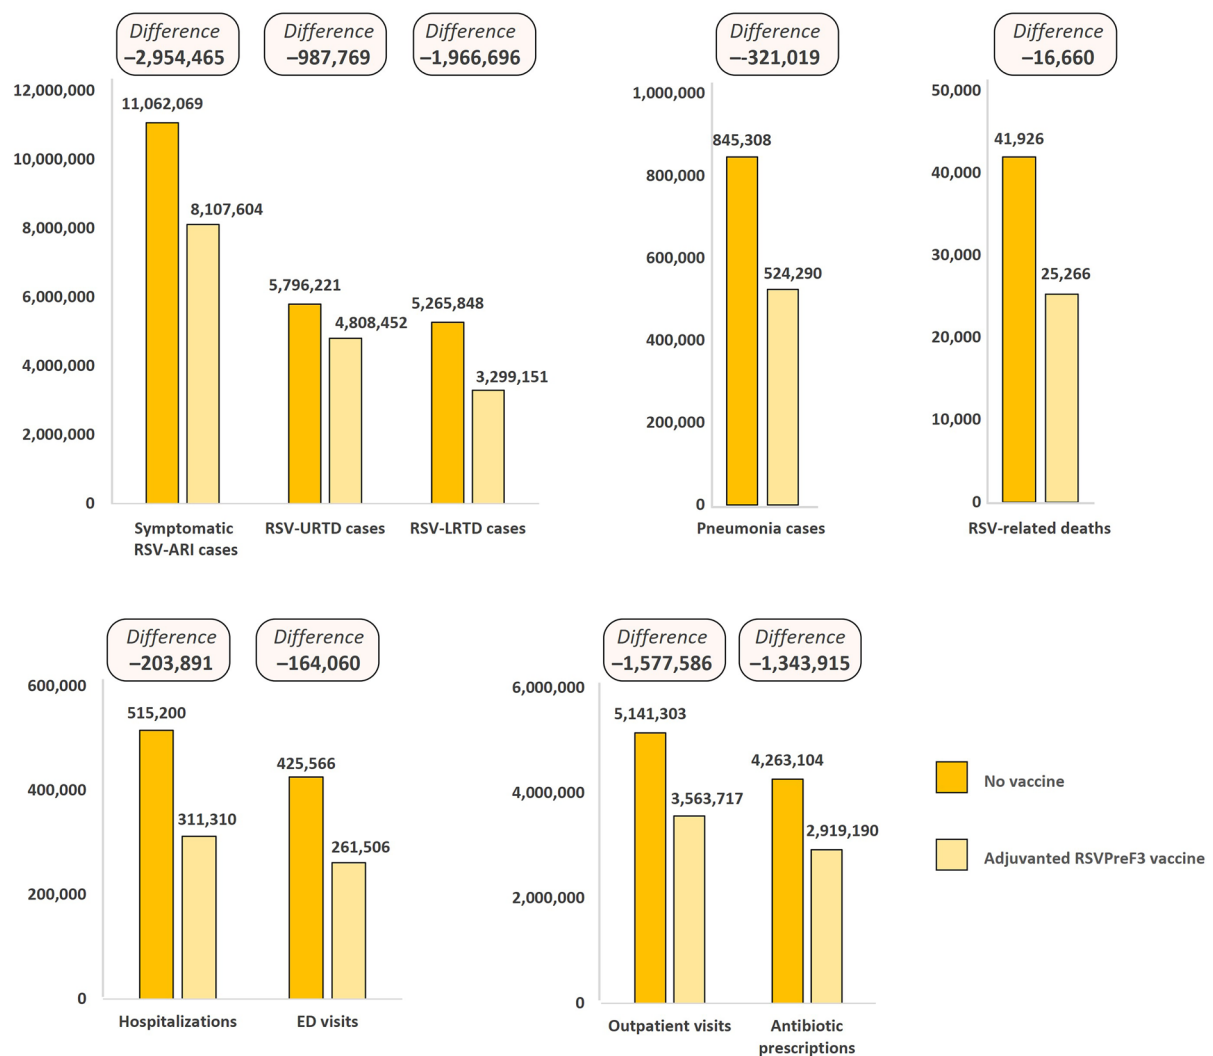 Difference
–2,954,465
Difference
–987,769
Difference
–1,966,696
12,000,000
10,000,000
8,000,000
6,000,000
4,000,000
2,000,000
0
11,062,069
8,107,604
5,796,221
4,808,452
5,265,848
3,299,151
Symptomatic
RSV-ARI cases
RSV-URTD cases
RSV-LRTD cases
Difference
–-321,019
1,000,000
800,000
600,000
400,000
200,000
0
845,308
524,290
Pneumonia cases
Difference
–16,660
50,000
40,000
30,000
20,000
10,000
0
41,926
25,266
RSV-related deaths
Difference
–203,891
Difference
–164,060
600,000
400,000
200,000
0
515,200
311,310
425,566
261,506
Hospitalizations
ED visits
Difference
–1,577,586
Difference
–1,343,915
6,000,000
4,000,000
2,000,000
0
5,141,303
3,563,717
4,263,104
2,919,190
Outpatient visits
Antibiotic
prescriptions
No vaccine
Adjuvanted RSVPreF3 vaccine